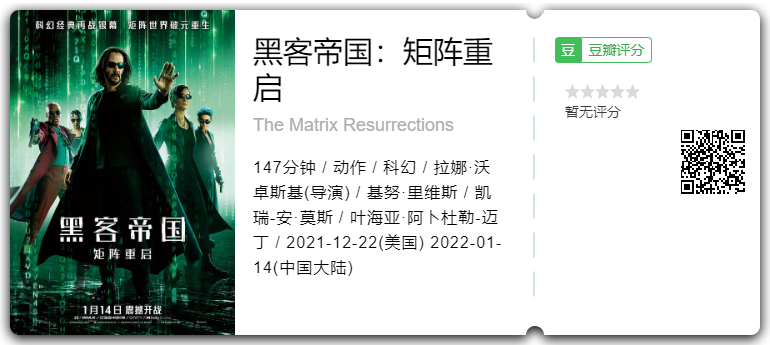 科幻经典再战银幕 矩阵世界破元重生
黑客帝国
矩阵重启
1月14日 震撼开战
黑客帝国：矩阵重
启
The Matrix Resurrections
147分钟 / 动作 / 科幻 / 拉娜·沃
卓斯基(导演) / 基努·里维斯 / 凯
瑞-安·莫斯 / 叶海亚·阿卜杜勒-迈
丁 / 2021-12-22(美国) 2022-01-
14(中国大陆)
豆 豆瓣评分
暂无评分